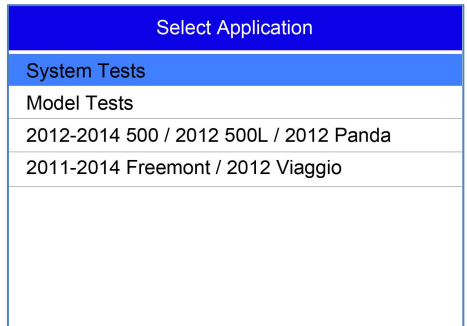 Select Application
System Tests
Model Tests
2012-2014 500 / 2012 500L / 2012 Panda
2011-2014 Freemont / 2012 Viaggio